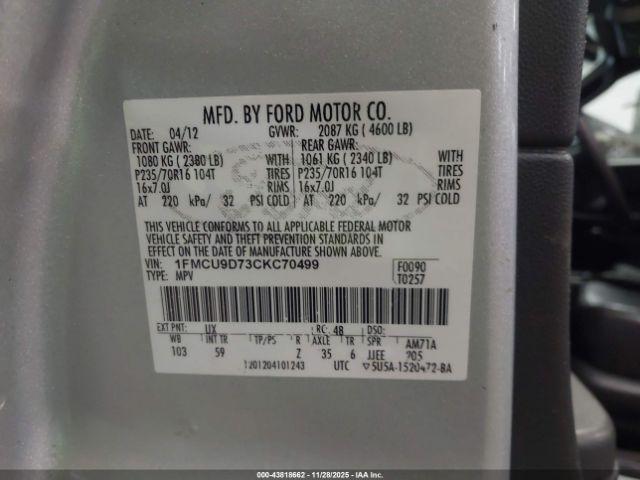 MFD. BY FORD MOTOR CO.
DATE: 04/12 GVWR: 2087 KG ( 4600 LB)
FRONT GAWR: REAR GAWR:
1080 KG ( 2380 LB) WITH 1061 KG ( 2340 LB) WITH
P235/70R16 104T TIRES P235/70R16 104T TIRES
16x7.0J RIMS 16x7.0J RIMS
AT 220 kPa/ 32 PSI COLD AT 220 kPa/ 32 PSI COLD
THIS VEHICLE CONFORMS TO ALL APPLICABLE FEDERAL MOTOR
VEHICLE SAFETY AND THEFT PREVENTION STANDARDS IN
EFFECT ON THE DATE OF MANUFACTURE SHOWN ABOVE.
VIN: 1FMCU9D73CKC70499 F0090
TYPE: MPV T0257
EXT PNT: UX RC: 48 DSO:
WB INT TR TP/PS R AXLE TR SPR AM71A
103 59 Z 35 6 JJEE 205
1201204101243 UTC ▽5U5A-1520472-BA
000-43818662 - 11/28/2025 - IAAI.COM